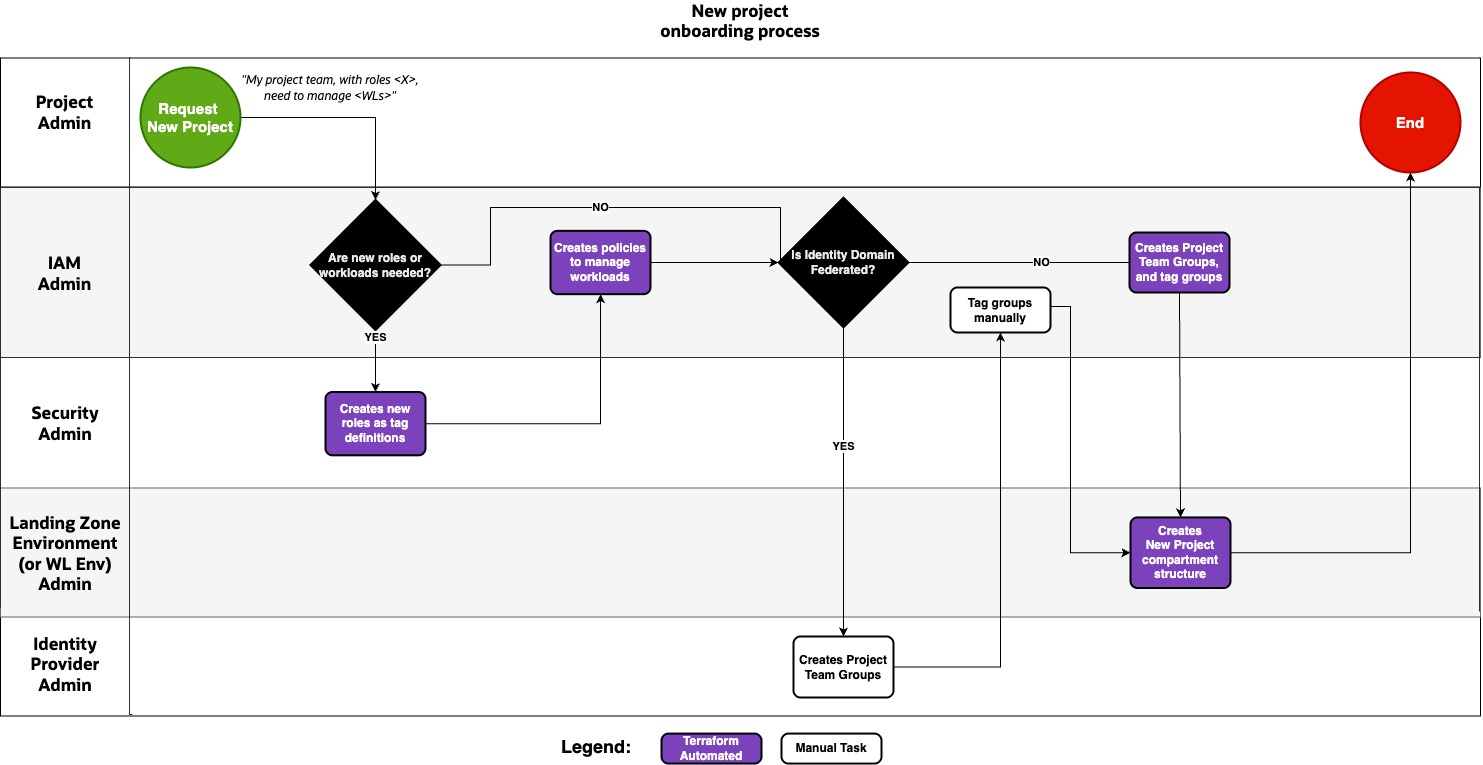 New project
onboarding process
Project
Admin
Request
New Project
"My project team, with roles <X>,
need to manage <WLs>"
End
IAM
Admin
Are new roles or
workloads needed?
NO
YES
Creates policies
to manage
workloads
Is Identity Domain
Federated?
NO
Creates Project
Team Groups,
and tag groups
Tag groups
manually
Security
Admin
Creates new
roles as tag
definitions
YES
Landing Zone
Environment
(or WL Env)
Admin
Creates
New Project
compartment
structure
Identity
Provider
Admin
Creates Project
Team Groups
Legend:
Terraform
Automated
Manual Task